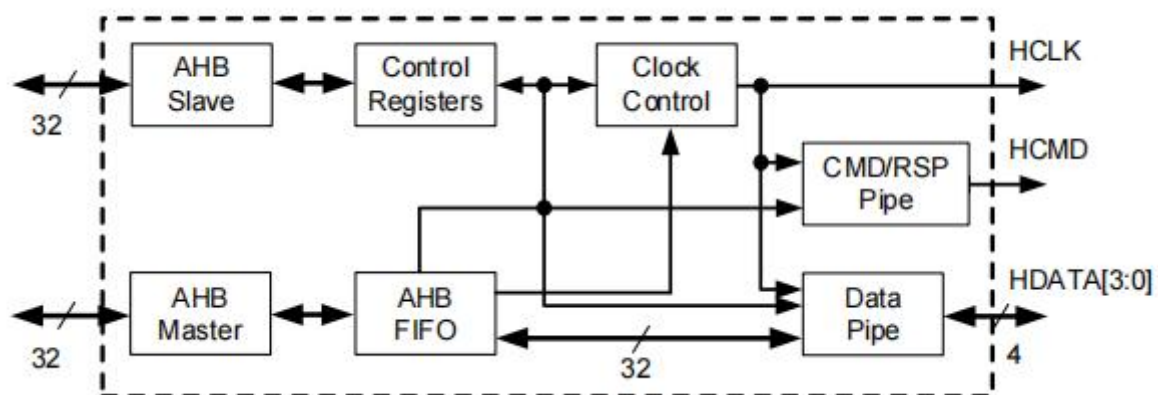 AHB
Slave
Control
Registers
Clock
Control
HCLK
32
CMD/RSP
Pipe
HCMD
AHB
Master
AHB
FIFO
Data
Pipe
HDATA[3:0]
32
32
4